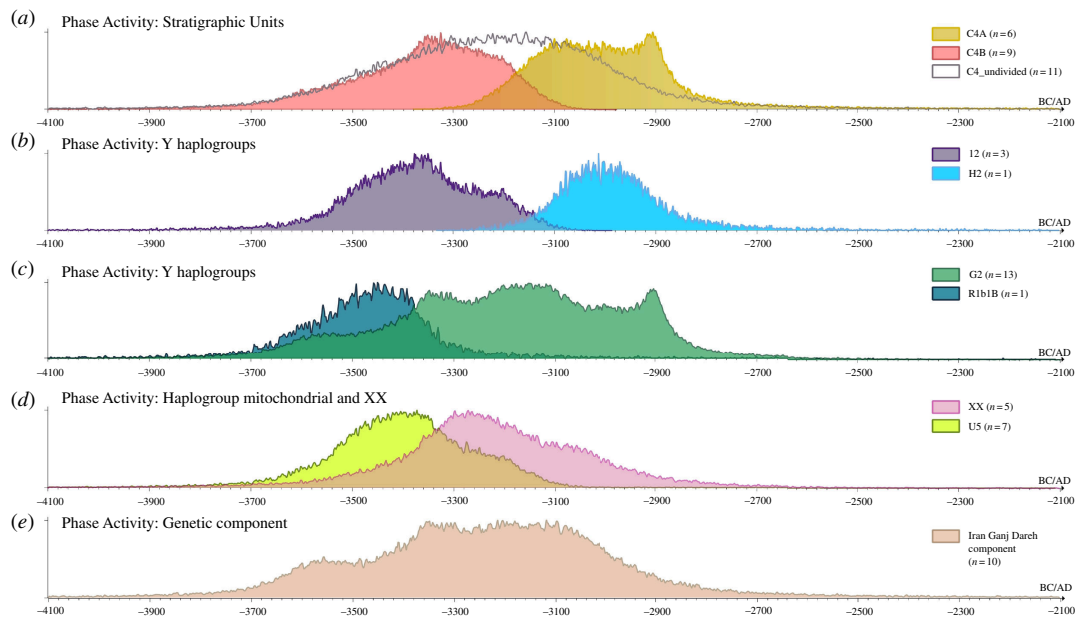 (a) Phase Activity: Stratigraphic Units
C4A (n = 6)
C4B (n = 9)
C4_undivided (n = 11)
BC/AD
–4100 –3900 –3700 –3500 –3300 –3100 –2900 –2700 –2500 –2300 –2100
(b) Phase Activity: Y haplogroups
12 (n = 3)
H2 (n = 1)
BC/AD
–4100 –3900 –3700 –3500 –3300 –3100 –2900 –2700 –2500 –2300 –2100
(c) Phase Activity: Y haplogroups
G2 (n = 13)
R1b1B (n = 1)
BC/AD
–4100 –3900 –3700 –3500 –3300 –3100 –2900 –2700 –2500 –2300 –2100
(d) Phase Activity: Haplogroup mitochondrial and XX
XX (n = 5)
U5 (n = 7)
BC/AD
–4100 –3900 –3700 –3500 –3300 –3100 –2900 –2700 –2500 –2300 –2100
(e) Phase Activity: Genetic component
Iran Ganj Dareh
component
(n = 10)
BC/AD
–4100 –3900 –3700 –3500 –3300 –3100 –2900 –2700 –2500 –2300 –2100